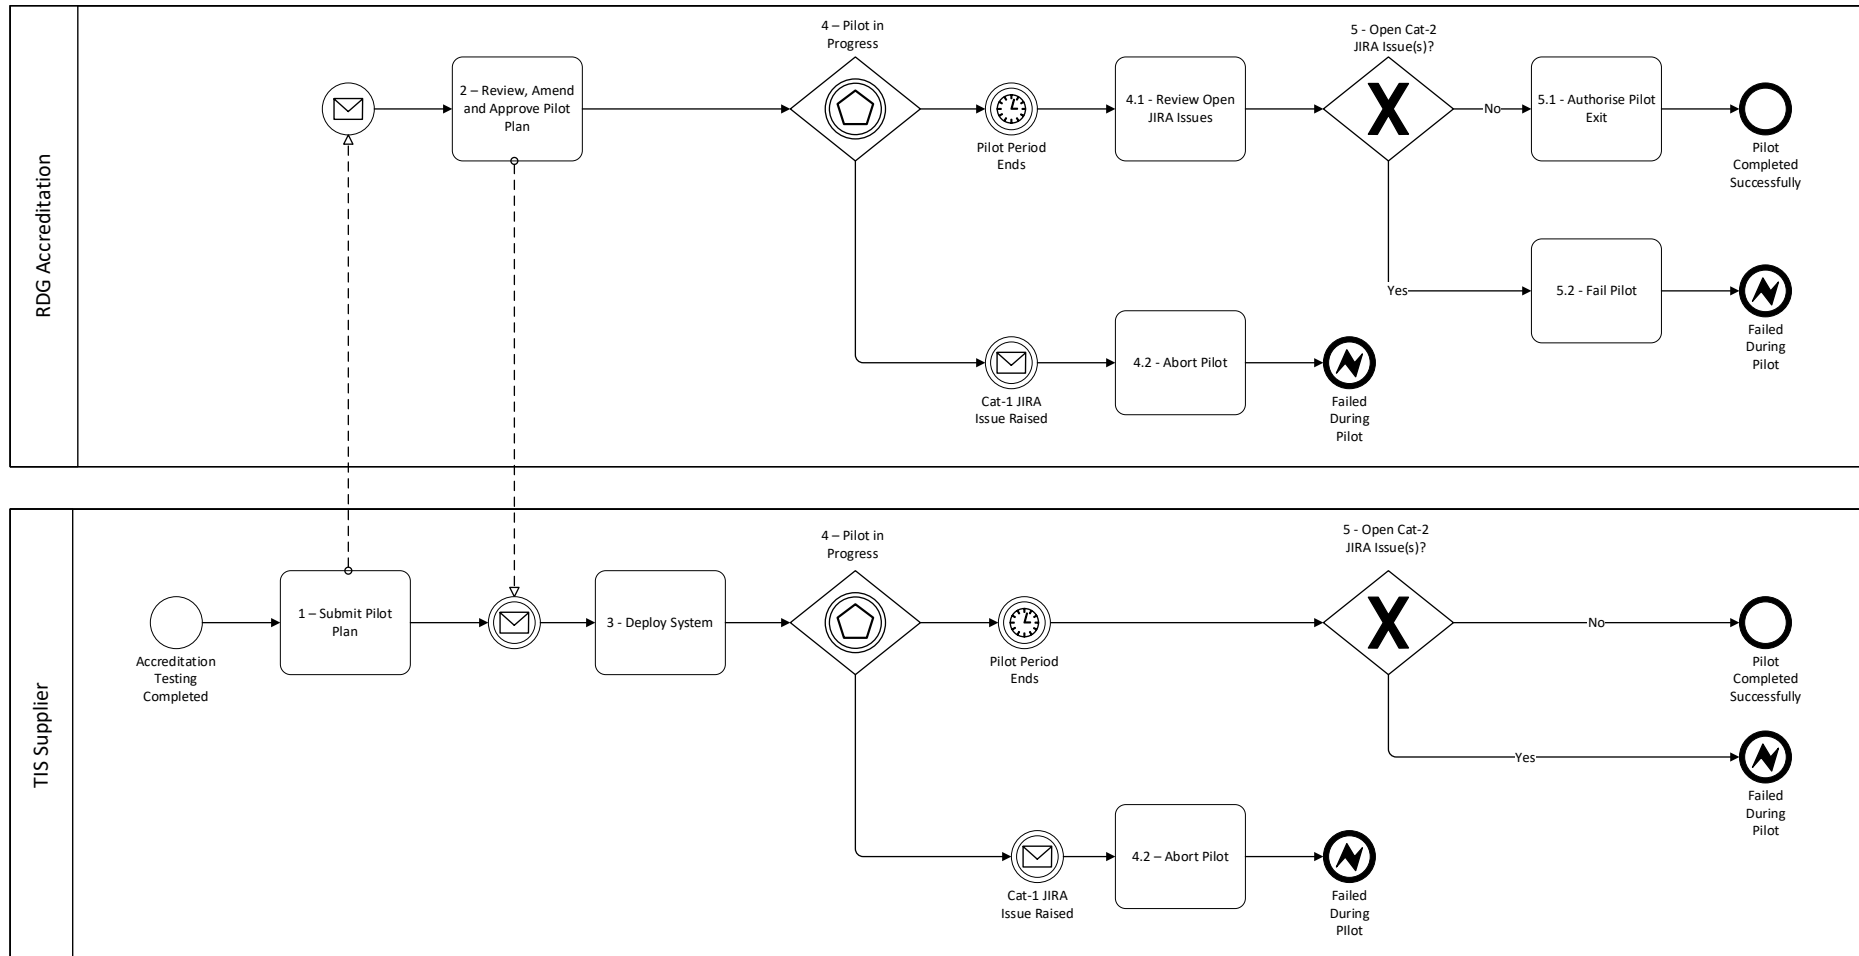 RDG Accreditation
4 – Pilot in
Progress
5 - Open Cat-2
JIRA Issue(s)?
2 – Review, Amend
and Approve Pilot
Plan
4.1 - Review Open
JIRA Issues
No
5.1 - Authorise Pilot
Exit
Pilot Period
Ends
Pilot
Completed
Successfully
Yes
5.2 - Fail Pilot
Failed
During
Pilot
4.2 - Abort Pilot
Cat-1 JIRA
Issue Raised
Failed
During
Pilot
TIS Supplier
4 – Pilot in
Progress
5 - Open Cat-2
JIRA Issue(s)?
1 – Submit Pilot
Plan
3 - Deploy System
No
Accreditation
Testing
Completed
Pilot Period
Ends
Pilot
Completed
Successfully
Yes
Failed
During
Pilot
4.2 – Abort Pilot
Cat-1 JIRA
Issue Raised
Failed
During
PIlot